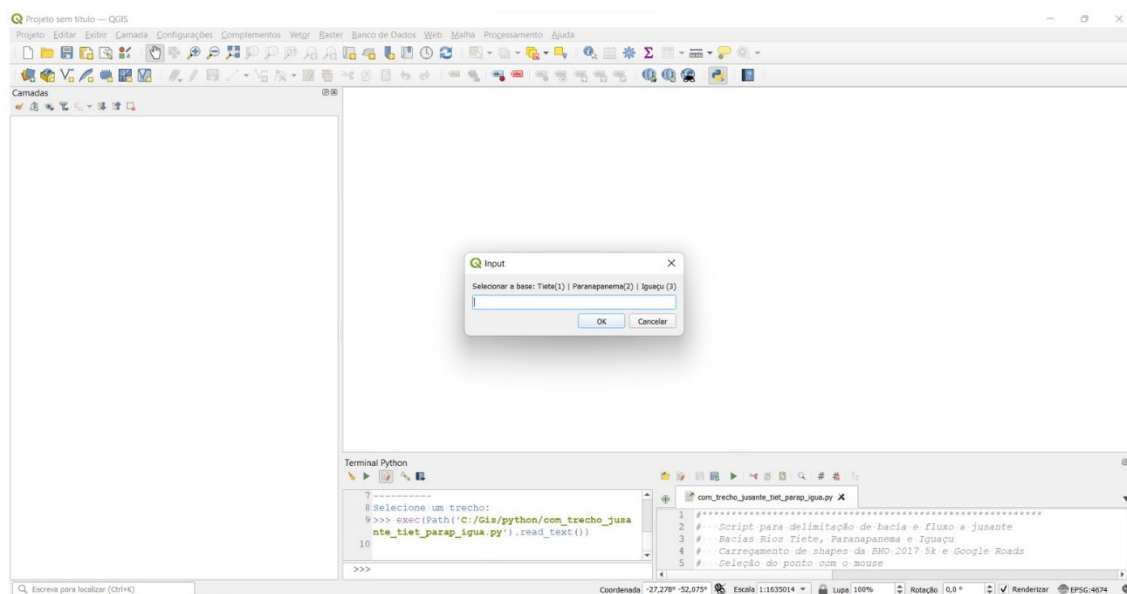 Projeto sem título — QGIS
Projeto Editar Exibir Camada Configurações Complementos Vetor Raster Banco de Dados Web Malha Processamento Ajuda
Camadas
Input
Selecionar a base: Tiete(1) | Paranapanema(2) | Iguaçu (3)
OK Cancelar
Terminal Python
7 ----------
8 Selecione um trecho:
9 >>> exec(Path('C:/Gis/python/com_trecho_jusa
nte_tiet_parap_igua.py').read_text())
10
>>>
com_trecho_jusante_tiet_parap_igua.py
1
2 # Script para delimitação de bacia e fluxo a jusante
3 # Bacias Rios Tiete, Paranapanema e Iguaçu
4 # Carregamento de shapes da BHO 2017 5k e Google Roads
5 # Seleção do ponto com o mouse
Escreva para localizar (Ctrl+K)
Coordenada -27,278° -52,075° Escala 1:1635014 Lupa 100% Rotação 0,0 ° Renderizar EPSG:4674